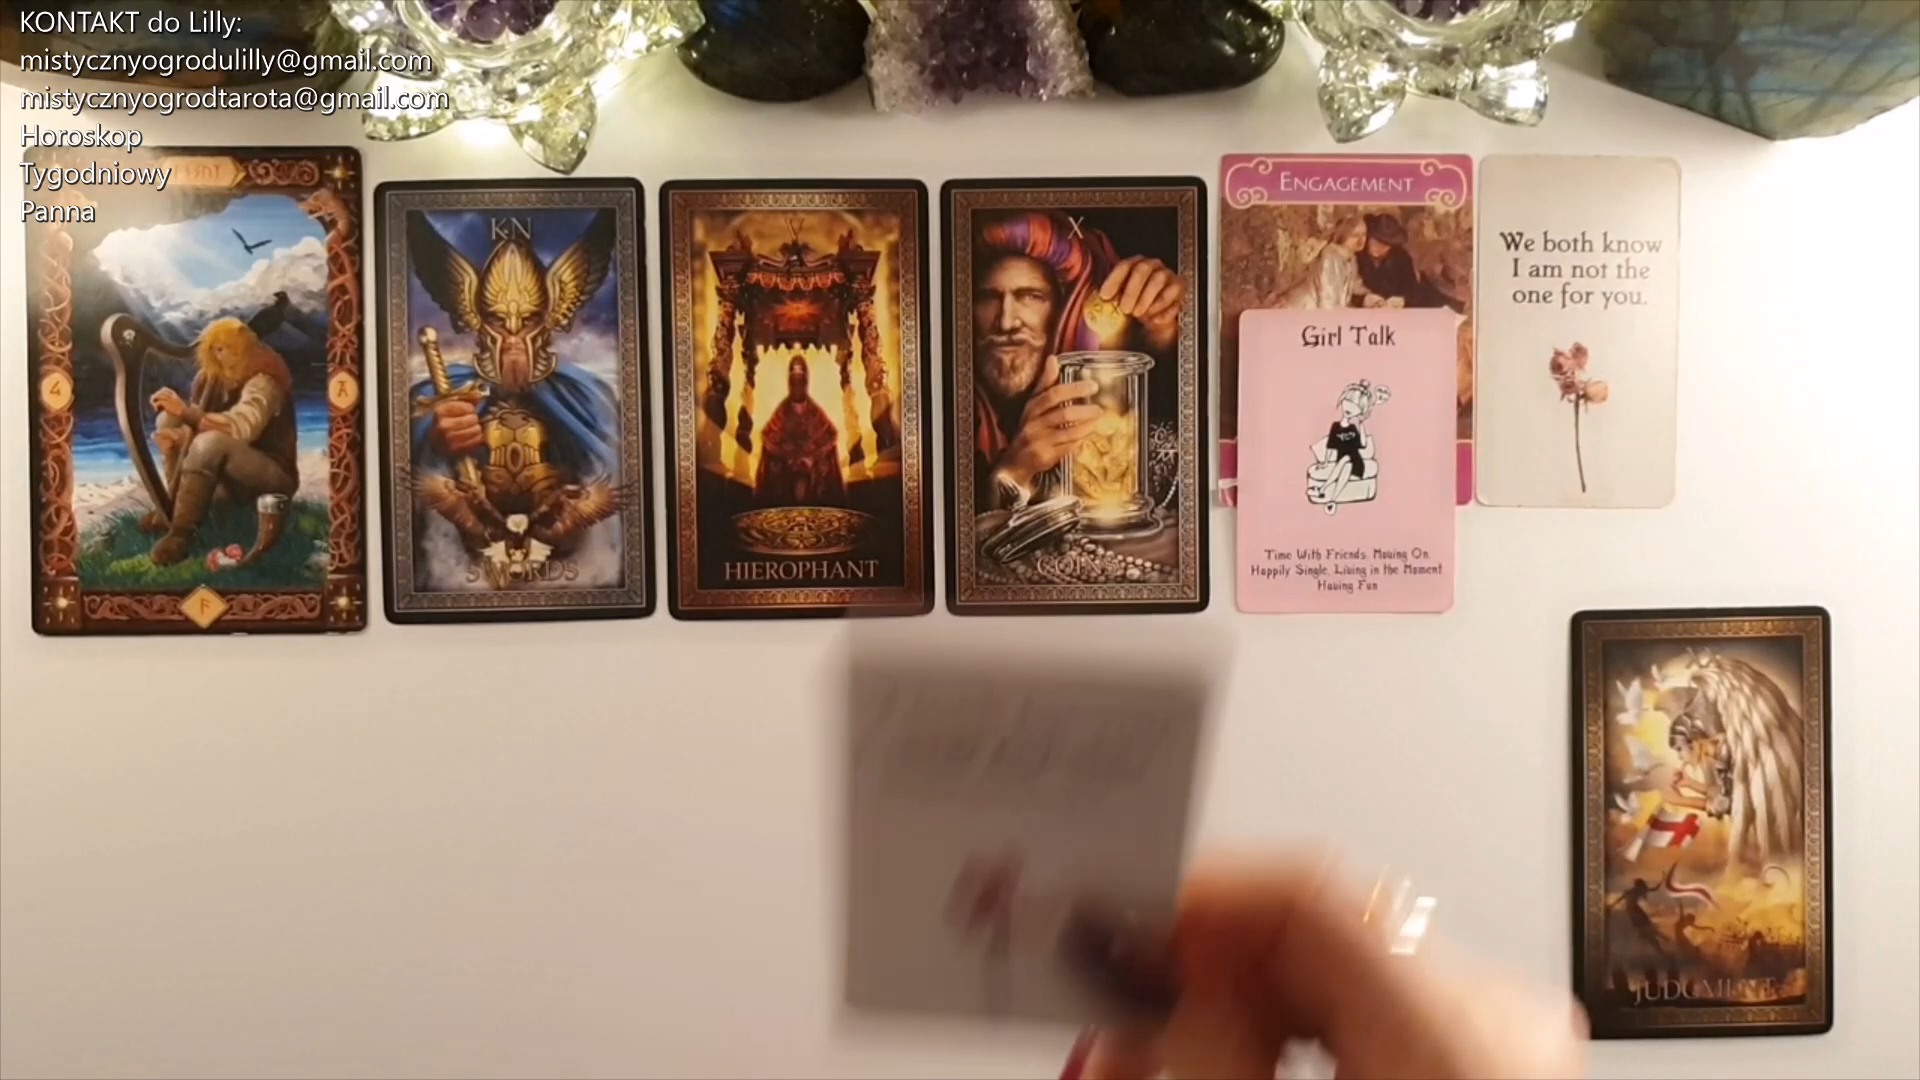 KONTAKT do Lilly:
mistycznyogrodulilly@gmail.com
mistycznyogrodtarota@gmail.com
Horoskop
Tygodniowy
Panna
4
KN
SWORDS
V
HIEROPHANT
X
COINS
ENGAGEMENT
Girl Talk
Time With Friends, Moving On,
Happily Single, Living in the Moment
Having Fun
We both know
I am not the
one for you.
JUDGMENT